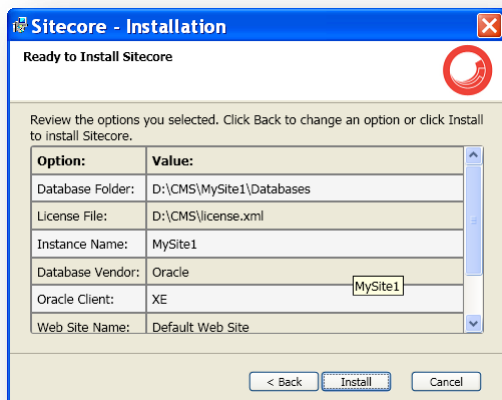 Sitecore - Installation
Ready to Install Sitecore
Review the options you selected. Click Back to change an option or click Install
to install Sitecore.
Option: Value:
Database Folder: D:\CMS\MySite1\Databases
License File: D:\CMS\license.xml
Instance Name: MySite1
Database Vendor: Oracle
MySite1
Oracle Client: XE
Web Site Name: Default Web Site
< Back Install Cancel